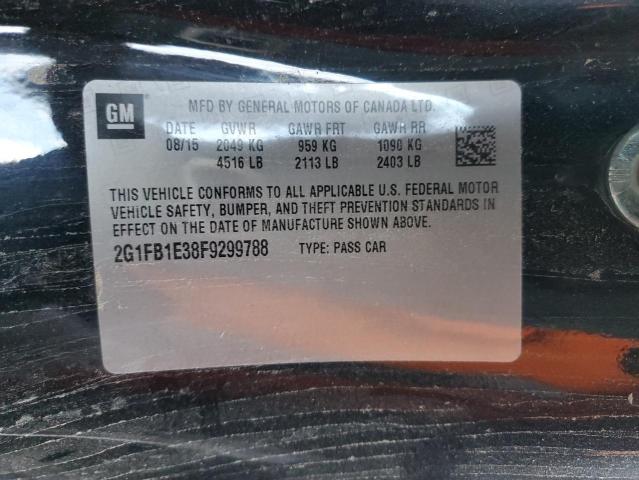 GM
MFD BY GENERAL MOTORS OF CANADA LTD.
DATE GVWR GAWR FRT GAWR RR
08/15 2049 KG 959 KG 1090 KG
4516 LB 2113 LB 2403 LB
THIS VEHICLE CONFORMS TO ALL APPLICABLE U.S. FEDERAL MOTOR
VEHICLE SAFETY, BUMPER, AND THEFT PREVENTION STANDARDS IN
EFFECT ON THE DATE OF MANUFACTURE SHOWN ABOVE.
2G1FB1E38F9299788 TYPE: PASS CAR